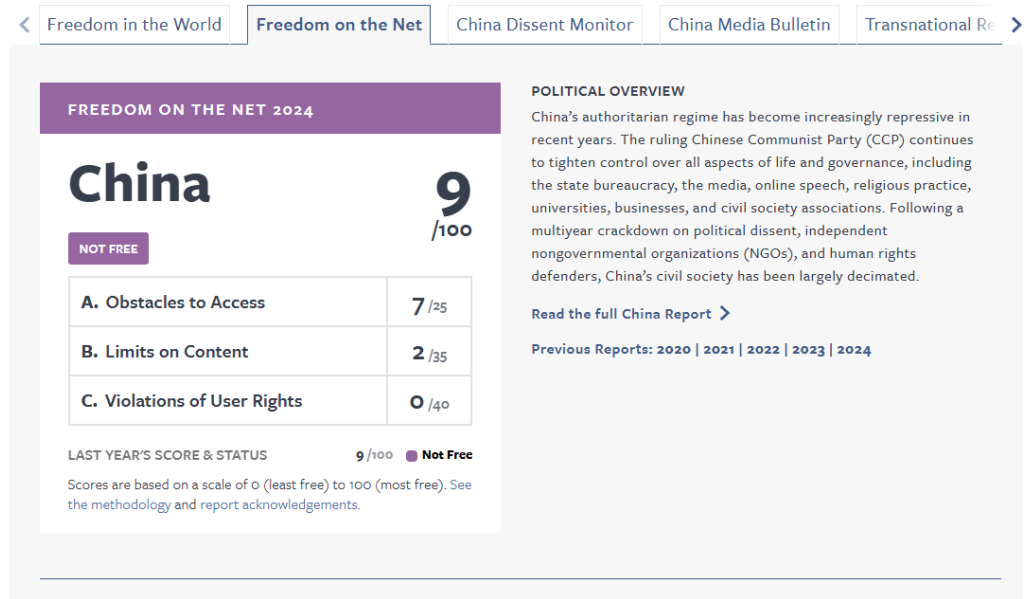 Freedom in the World
Freedom on the Net
China Dissent Monitor
China Media Bulletin
Transnational Re
FREEDOM ON THE NET 2024
China
9
/100
NOT FREE
A. Obstacles to Access 7 /25
B. Limits on Content 2 /35
C. Violations of User Rights 0 /40
LAST YEAR'S SCORE & STATUS 9 /100 Not Free
Scores are based on a scale of 0 (least free) to 100 (most free). See
the methodology and report acknowledgements.
POLITICAL OVERVIEW
China's authoritarian regime has become increasingly repressive in
recent years. The ruling Chinese Communist Party (CCP) continues
to tighten control over all aspects of life and governance, including
the state bureaucracy, the media, online speech, religious practice,
universities, businesses, and civil society associations. Following a
multiyear crackdown on political dissent, independent
nongovernmental organizations (NGOs), and human rights
defenders, China's civil society has been largely decimated.
Read the full China Report
Previous Reports: 2020 | 2021 | 2022 | 2023 | 2024